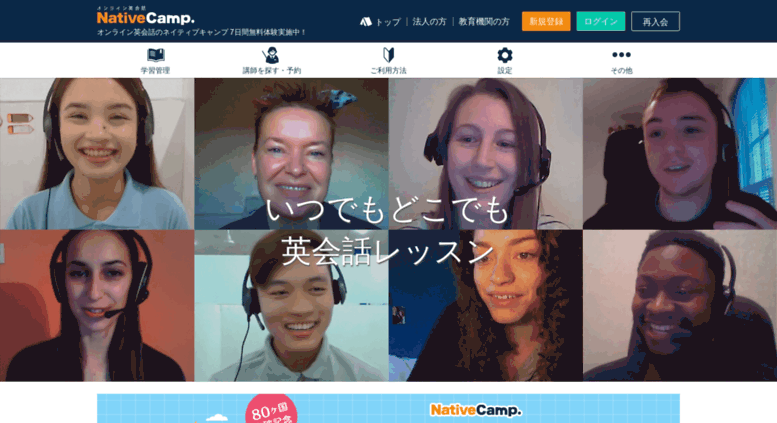 オンライン英会話
NativeCamp.
オンライン英会話のネイティブキャンプ 7日間無料体験実施中！
トップ
法人の方
教育機関の方
新規登録
ログイン
再入会
学習管理
講師を探す・予約
ご利用方法
設定
その他
いつでもどこでも
英会話レッスン
80ヶ国
NativeCamp.